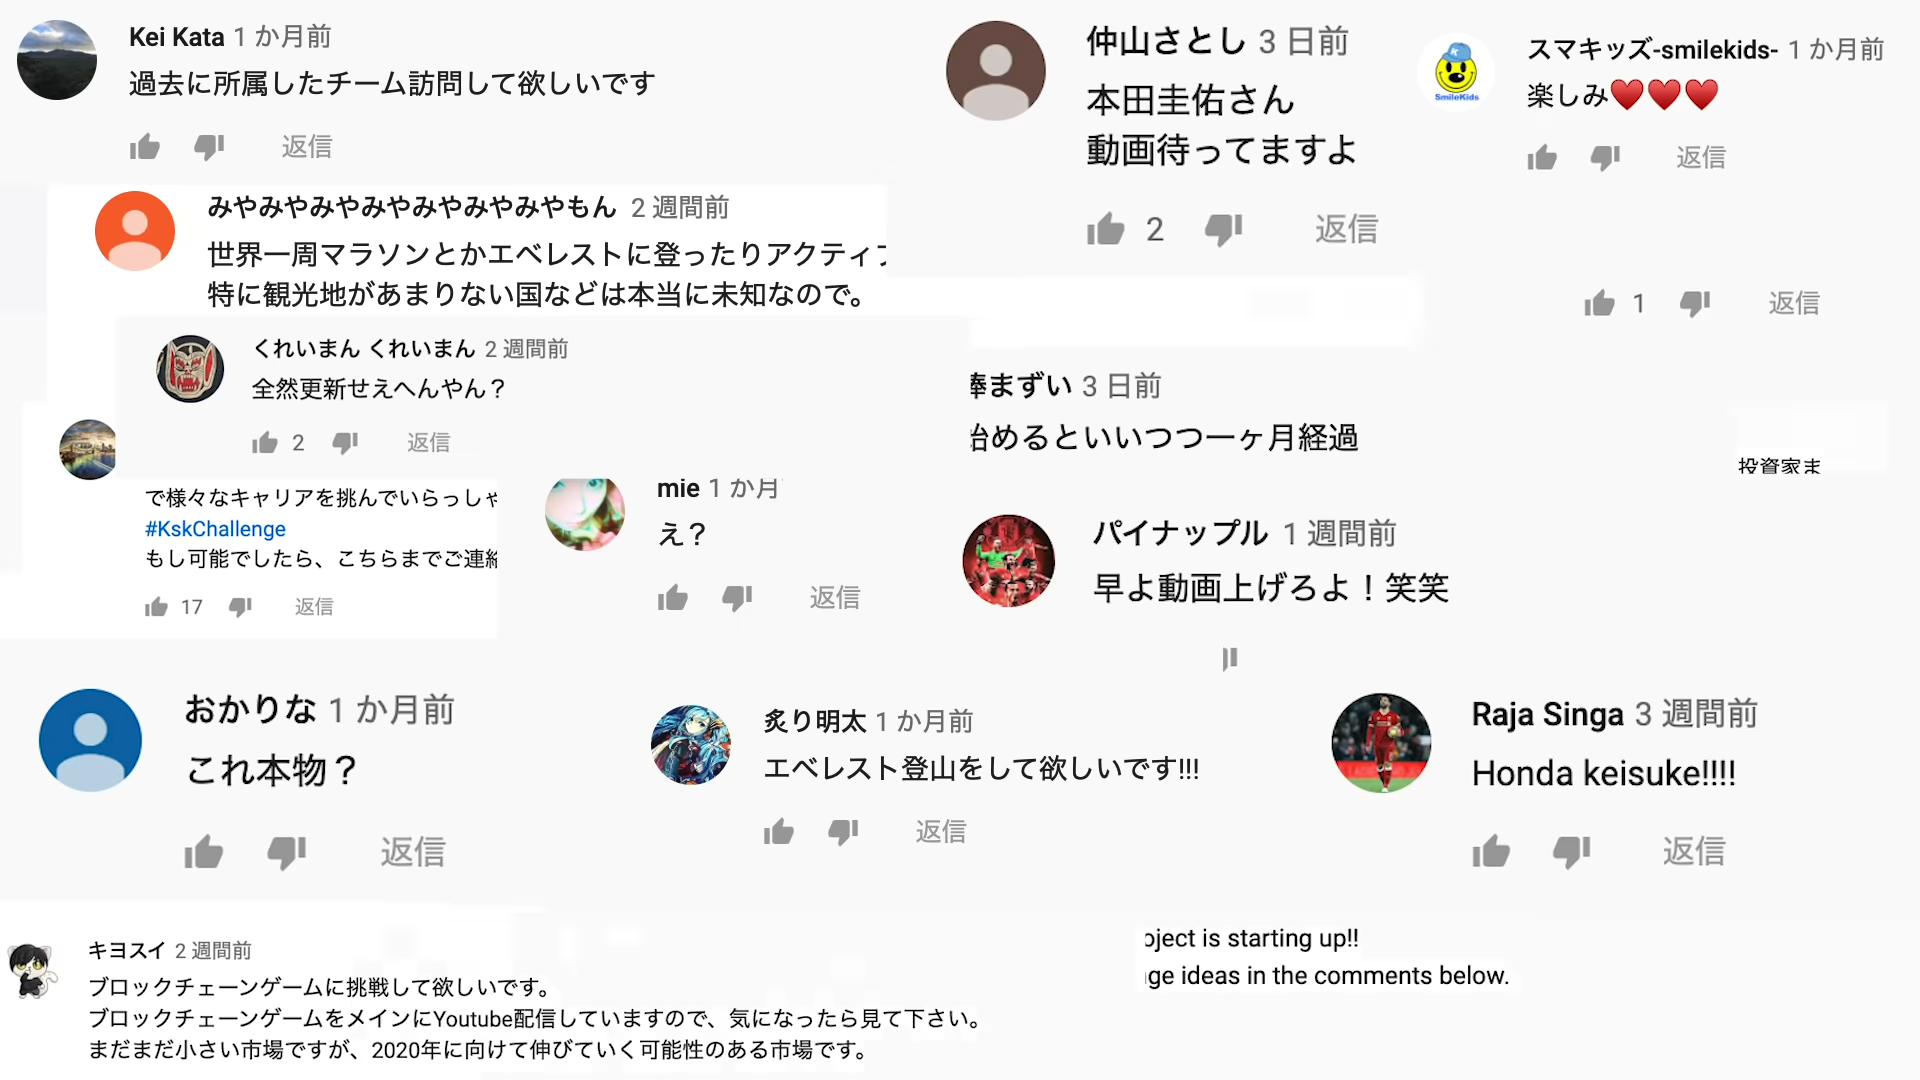 Kei Kata 1 か月前
過去に所属したチーム訪問して欲しいです
返信
仲山さとし 3 日前
本田圭佑さん
動画待ってますよ
2 返信
スマキッズ-smilekids- 1 か月前
楽しみ♥♥♥
SmileKids
返信
みやみやみやみやみやみやみやみやもん 2 週間前
世界一周マラソンとかエベレストに登ったりアクティブ
特に観光地があまりない国などは本当に未知なので。
1 返信
くれいまん くれいまん 2 週間前
全然更新せえへんやん？
2 返信
まずい 3 日前
めるといいつつ一ヶ月経過
投資家ま
で様々なキャリアを挑んでいらっしゃ
#KskChallenge
もし可能でしたら、こちらまでご連絡
17 返信
mie 1 か月
え？
返信
パイナップル 1 週間前
早よ動画上げろよ！笑笑
おかりな 1 か月前
これ本物？
返信
炙り明太 1 か月前
エベレスト登山をして欲しいです!!!
返信
Raja Singa 3 週間前
Honda keisuke!!!!
返信
キヨスイ 2 週間前
ブロックチェーンゲームに挑戦して欲しいです。
ブロックチェーンゲームをメインにYoutube配信していますので、気になったら見て下さい。
まだまだ小さい市場ですが、2020年に向けて伸びていく可能性のある市場です。
oject is starting up!!
ge ideas in the comments below.